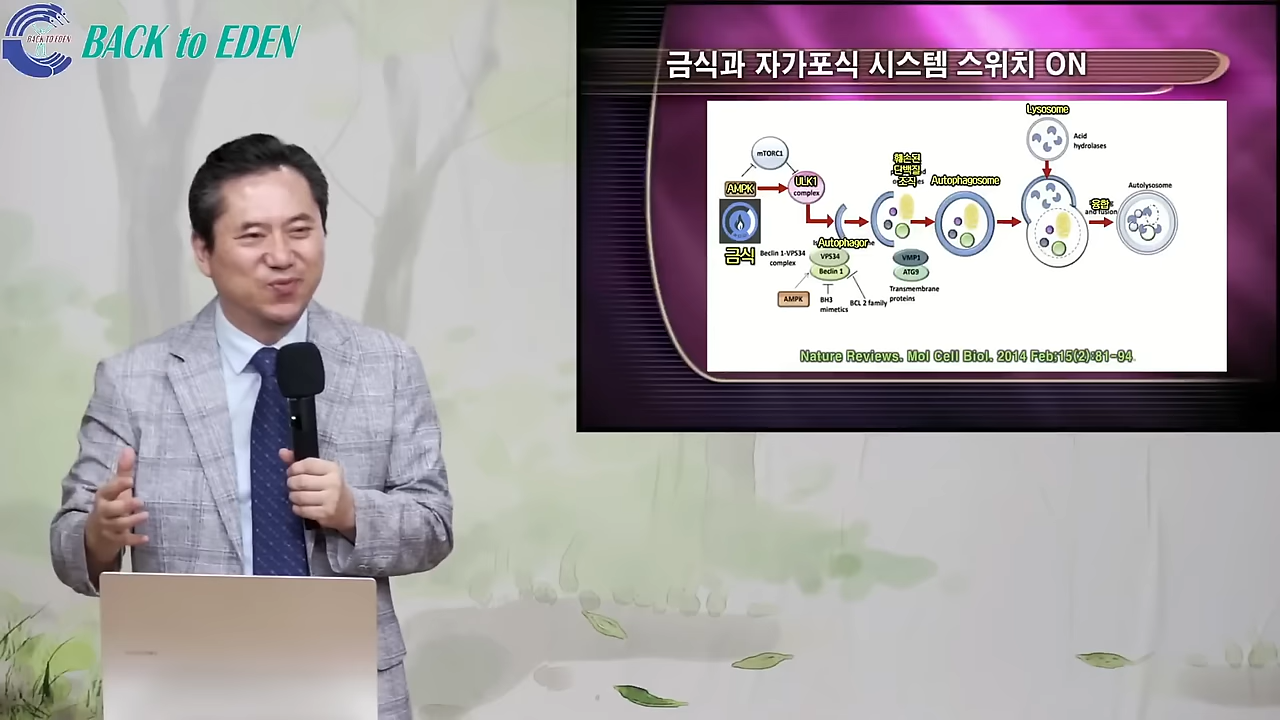 BACK TO EDEN
BACK to EDEN
금식과 자가포식 시스템 스위치 ON
Lysosome
Acid
hydrolases
mTORC1
훼손된
단백질
조직
AMPK
ULK1
complex
Autophagosome
Autolysosome
융합
and fusion
금식
Autophagor
Beclin 1-VPS34
complex
VPS34
Beclin 1
VMP1
ATG9
AMPK
BH3
mimetics
BCL 2 family
Transmembrane
proteins
Nature Reviews. Mol Cell Biol. 2014 Feb;15(2):81-94.